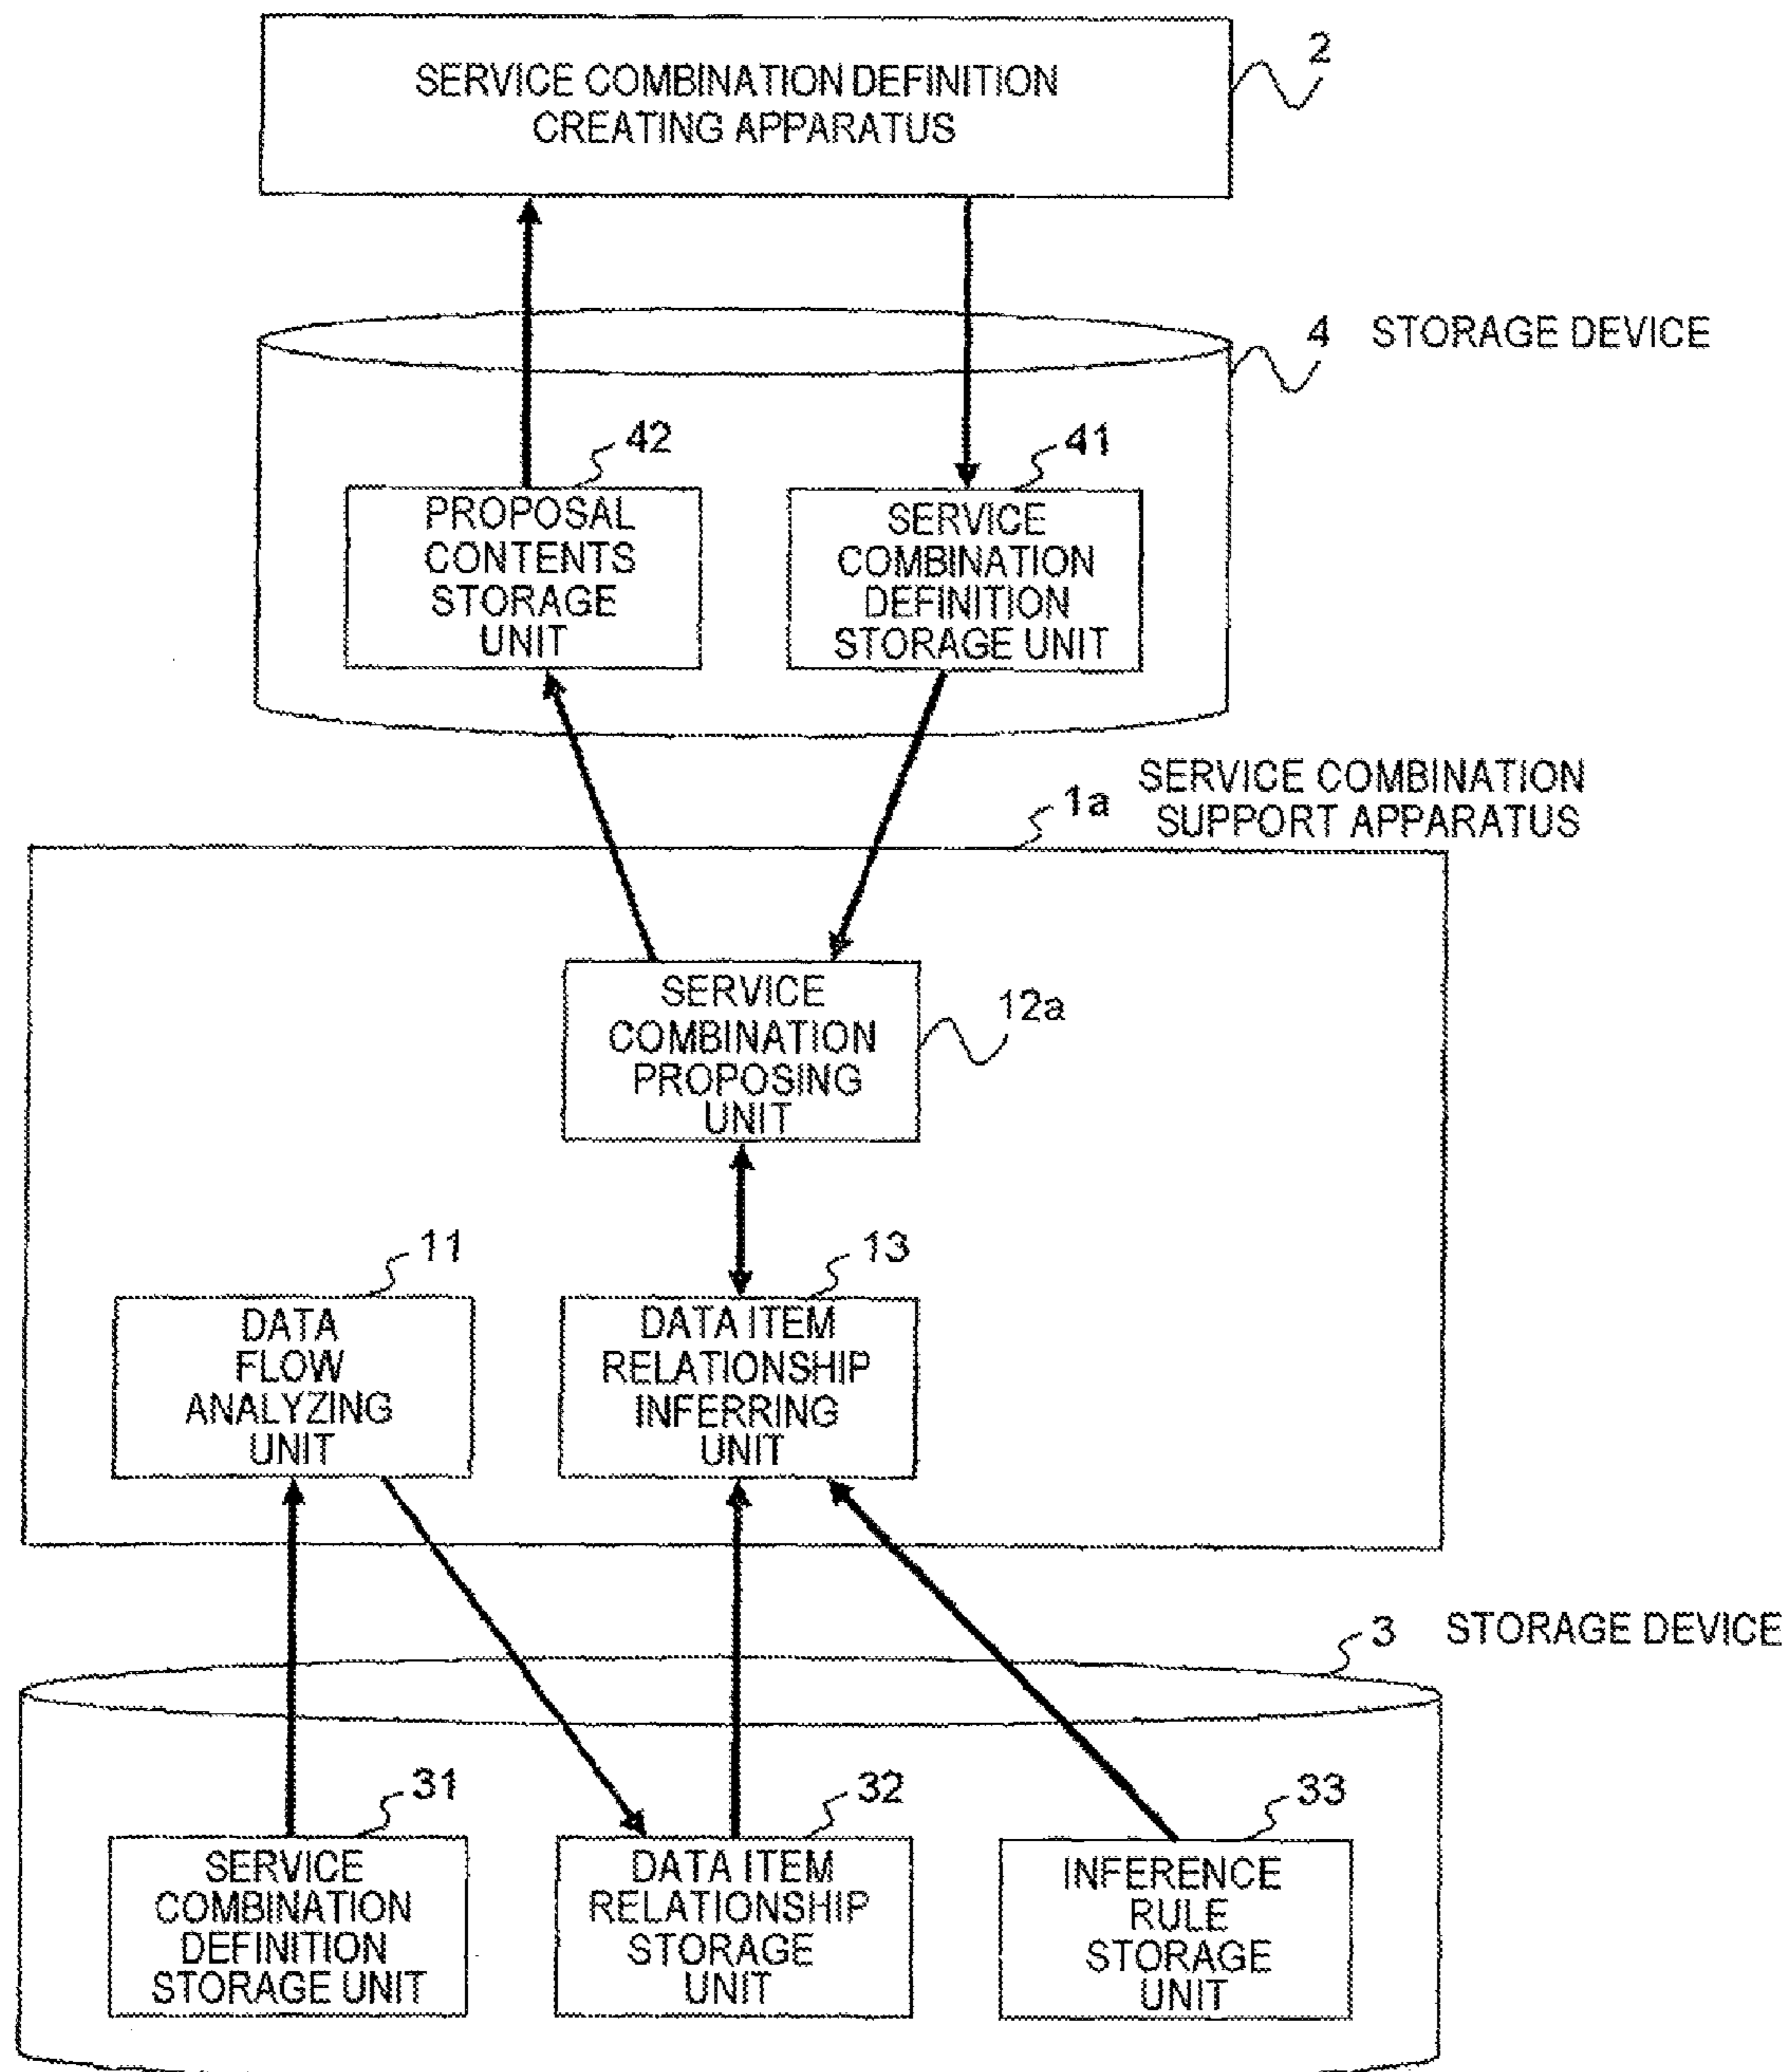 SERVICE COMBINATION DEFINITION
CREATING APPARATUS
2
4 STORAGE DEVICE
42
41
PROPOSAL
CONTENTS
STORAGE
UNIT
SERVICE
COMBINATION
DEFINITION
STORAGE UNIT
SERVICE COMBINATION
SUPPORT APPARATUS
1a
SERVICE
COMBINATION
PROPOSING
UNIT
12a
11
13
DATA
FLOW
ANALYZING
UNIT
DATA ITEM
RELATIONSHIP
INFERRING
UNIT
3 STORAGE DEVICE
31
32
33
SERVICE
COMBINATION
DEFINITION
STORAGE UNIT
DATA ITEM
RELATIONSHIP
STORAGE
UNIT
INFERENCE
RULE
STORAGE
UNIT